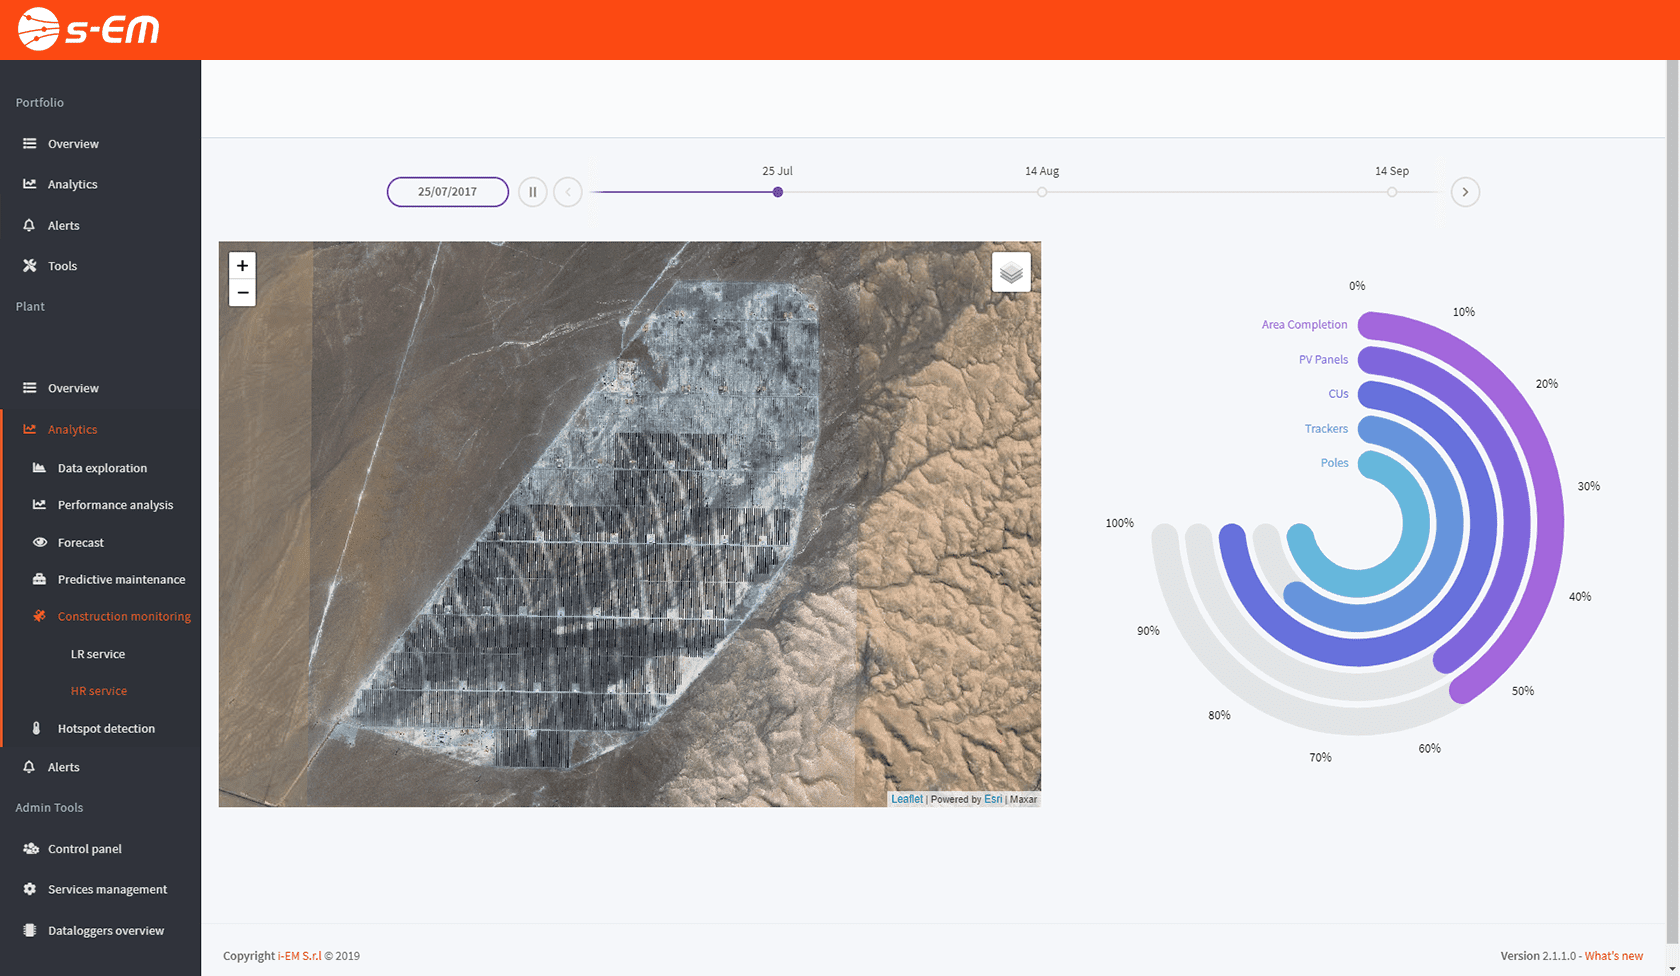 s-EM
Portfolio
Overview
Analytics
Alerts
Tools
Plant
Overview
Analytics
Data exploration
Performance analysis
Forecast
Predictive maintenance
Construction monitoring
LR service
HR service
Hotspot detection
Alerts
Admin Tools
Control panel
Services management
Dataloggers overview
25/07/2017
25 Jul
14 Aug
14 Sep
+
−
Leaflet | Powered by Esri | Maxar
0%
10%
20%
30%
40%
50%
60%
70%
80%
90%
100%
Area Completion
PV Panels
CUs
Trackers
Poles
Copyright i-EM S.r.l © 2019
Version 2.1.1.0 - What's new